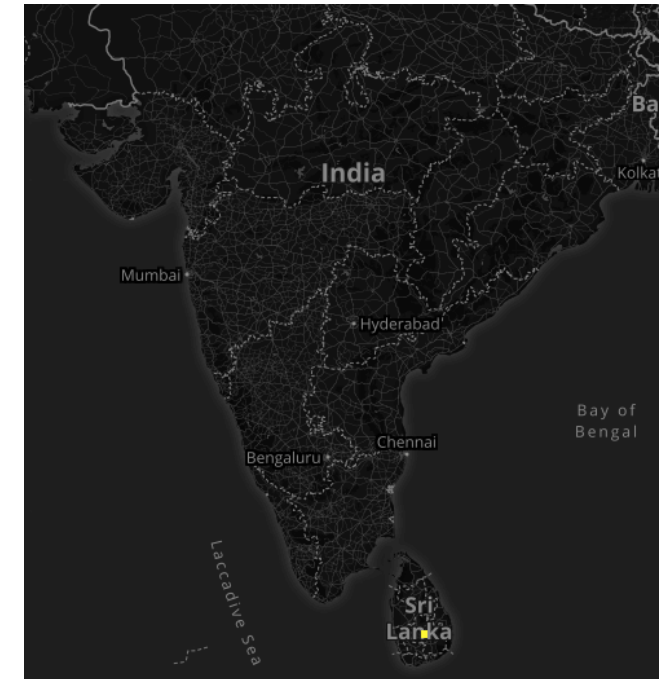 Ba
India
Kolkat
Mumbai
Hyderabad
Bay of
Bengal
Chennai
Bengaluru
Laccadive Sea
Sri
Lanka